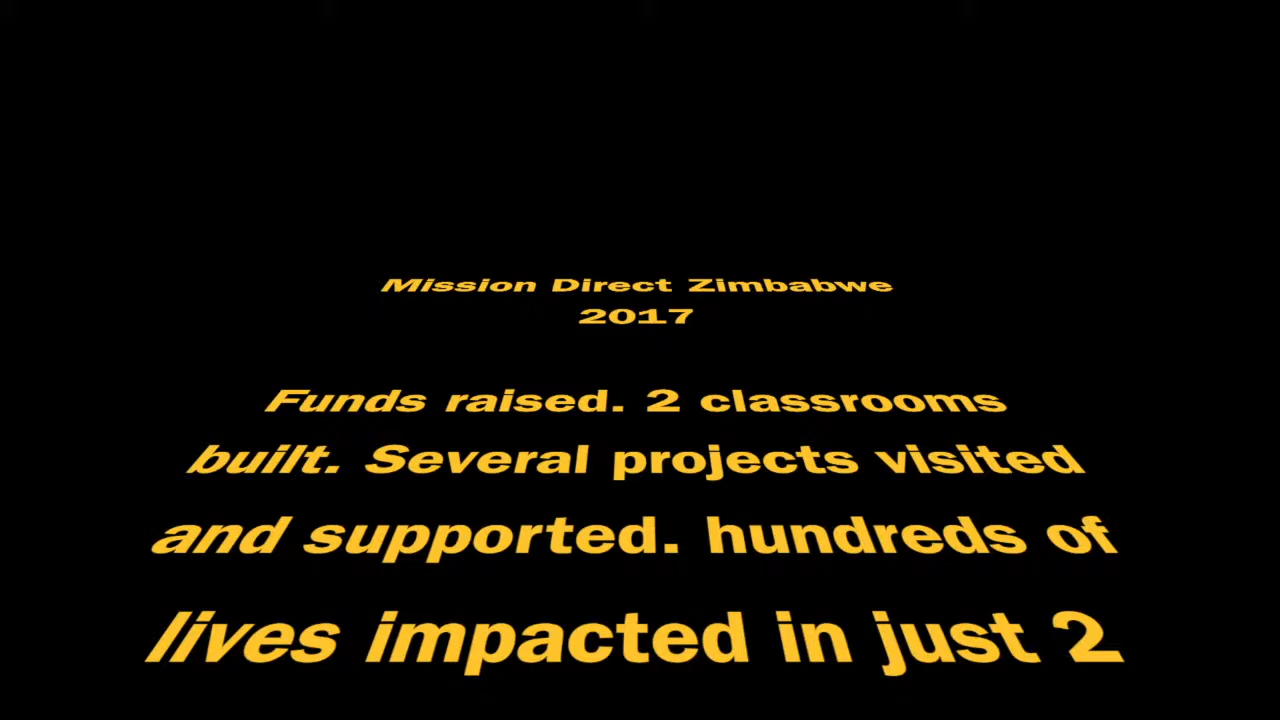 Mission Direct Zimbabwe
2017
Funds raised. 2 classrooms
built. Several projects visited
and supported. hundreds of
lives impacted in just 2